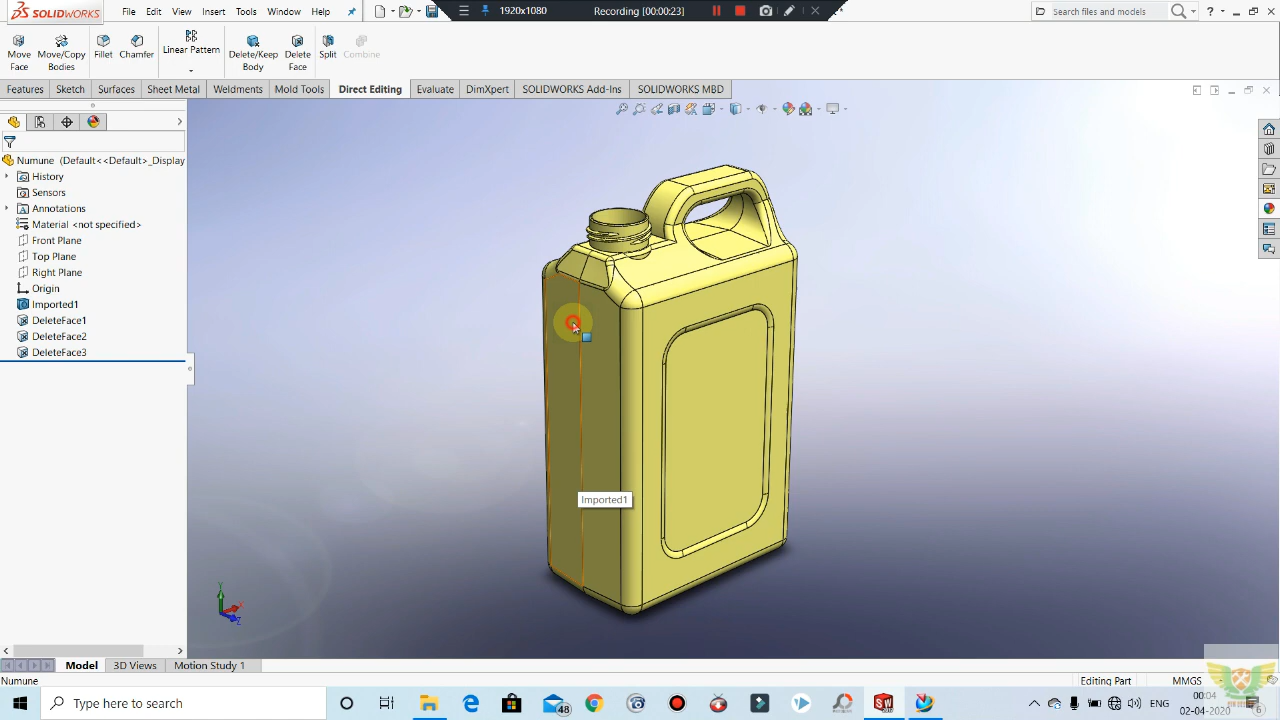 SOLIDWORKS
File Edit View Insert Tools Window Help
1920x1080
Recording [00:00:23]
Search files and models
?
Move Face
Move/Copy Bodies
Fillet
Chamfer
Linear Pattern
Delete/Keep Body
Delete Face
Split
Combine
Features Sketch Surfaces Sheet Metal Weldments Mold Tools Direct Editing Evaluate DimXpert SOLIDWORKS Add-Ins SOLIDWORKS MBD
Numune (Default<<Default>_Display
History
Sensors
Annotations
Material <not specified>
Front Plane
Top Plane
Right Plane
Origin
Imported1
DeleteFace1
DeleteFace2
DeleteFace3
Imported1
Model 3D Views Motion Study 1
Numune
Editing Part
MMGS
Type here to search
48
ENG
00:04
02-04-2020
6